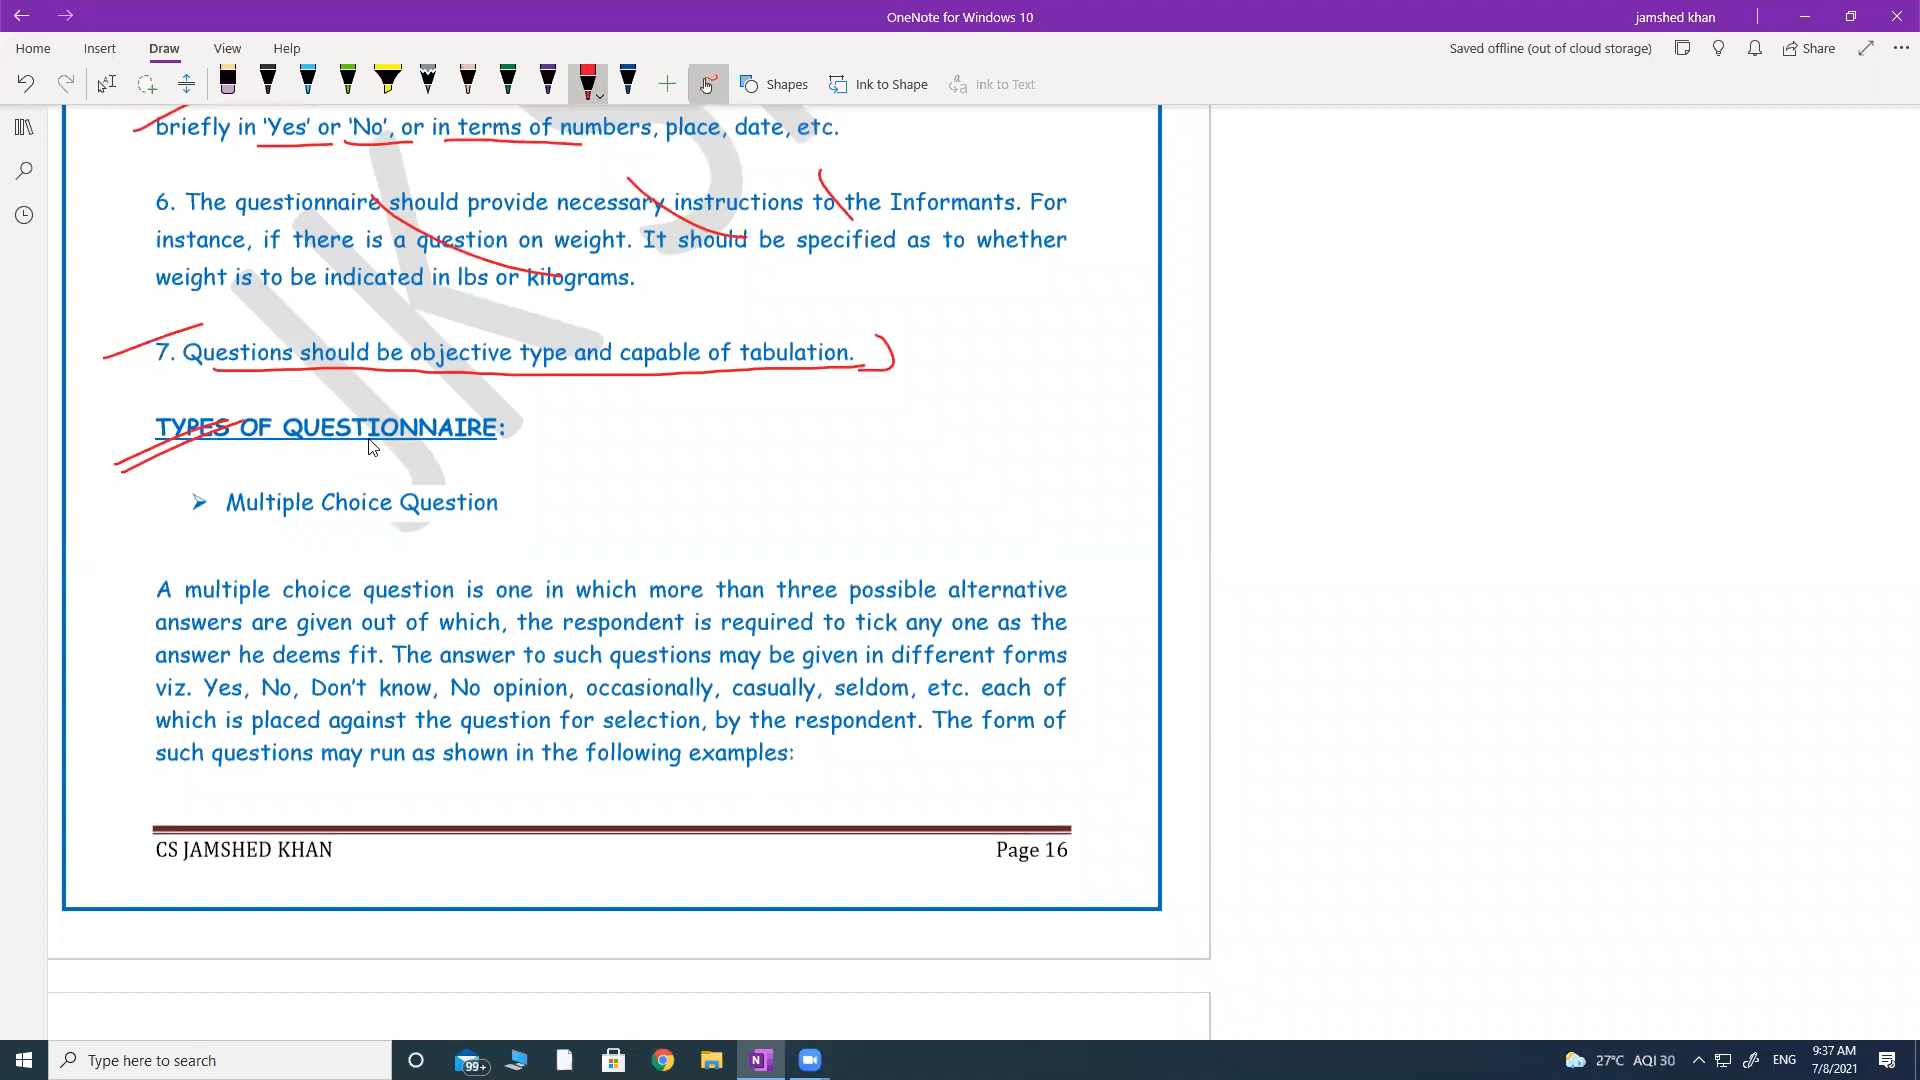 OneNote for Windows 10
jamshed khan
Home Insert Draw View Help
Saved offline (out of cloud storage)
Share
Shapes
Ink to Shape
Ink to Text
briefly in ‘Yes’ or ‘No’, or in terms of numbers, place, date, etc.
6. The questionnaire should provide necessary instructions to the Informants. For
instance, if there is a question on weight. It should be specified as to whether
weight is to be indicated in lbs or kilograms.
7. Questions should be objective type and capable of tabulation.
TYPES OF QUESTIONNAIRE:
➢ Multiple Choice Question
A multiple choice question is one in which more than three possible alternative
answers are given out of which, the respondent is required to tick any one as the
answer he deems fit. The answer to such questions may be given in different forms
viz. Yes, No, Don’t know, No opinion, occasionally, casually, seldom, etc. each of
which is placed against the question for selection, by the respondent. The form of
such questions may run as shown in the following examples:
CS JAMSHED KHAN
Page 16
Type here to search
99+
27°C AQI 30
ENG
9:37 AM
7/8/2021